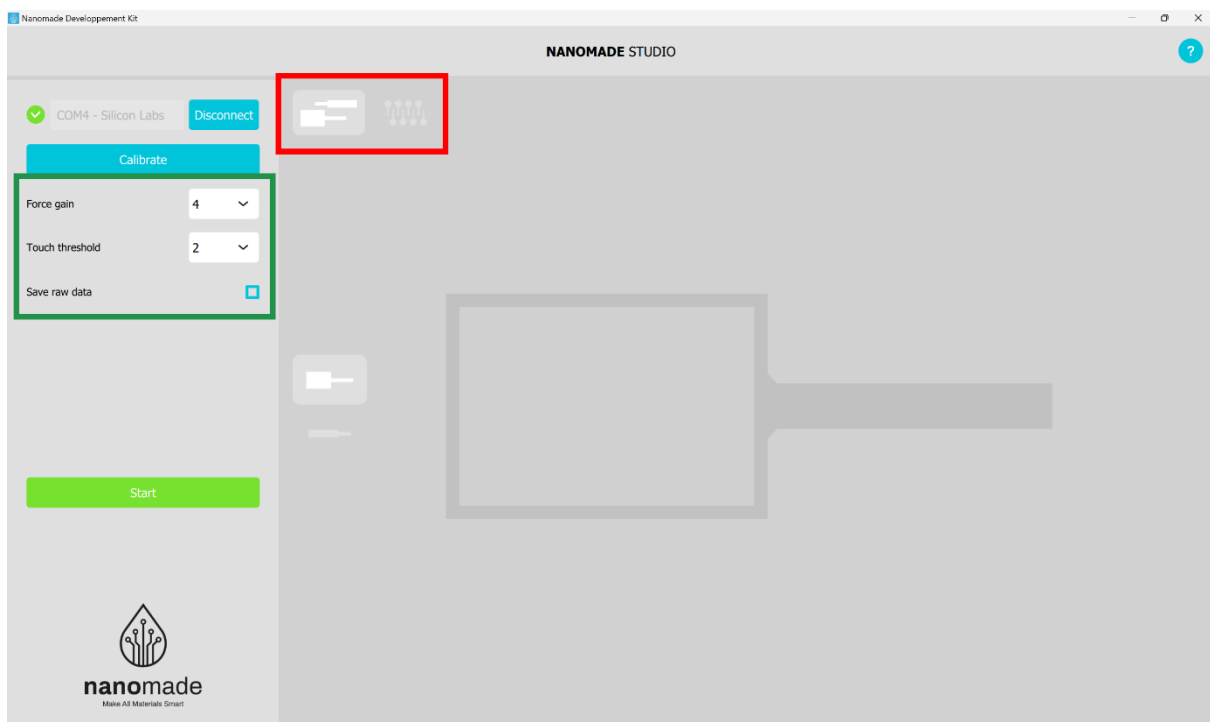 Nanomade Developpement Kit
NANOMADE STUDIO
?
COM4 - Silicon Labs
Disconnect
Calibrate
Force gain
4
Touch threshold
2
Save raw data
Start
nanomade
Make All Materials Smart